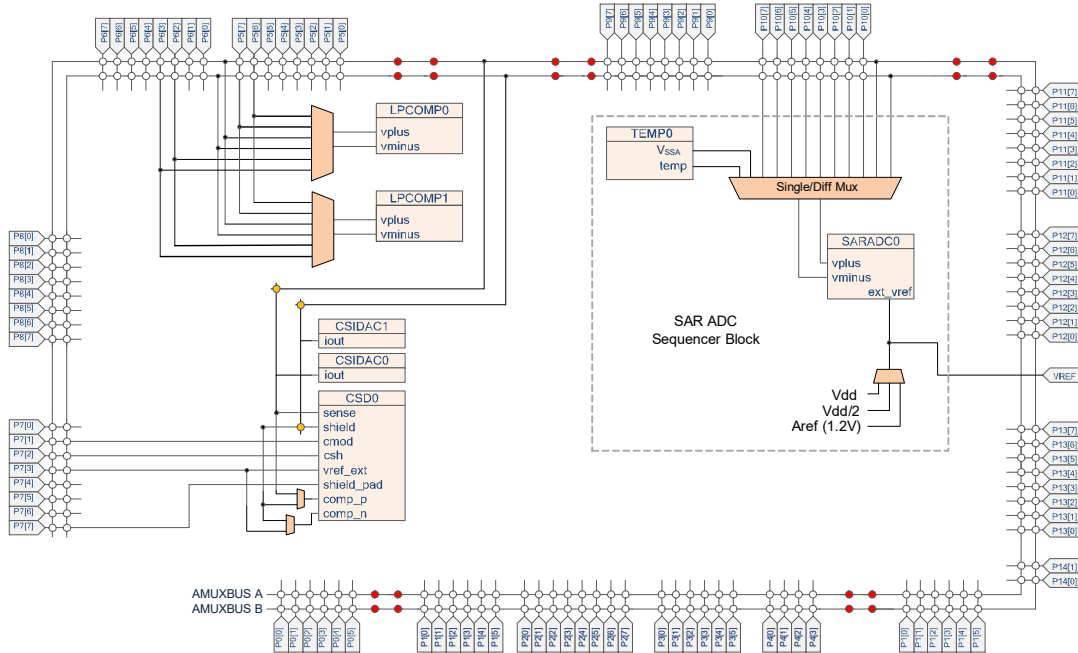 P6[7]
P6[6]
P6[5]
P6[4]
P6[3]
P6[2]
P6[1]
P6[0]
P5[7]
P5[6]
P5[5]
P5[4]
P5[3]
P5[2]
P5[1]
P5[0]
P9[7]
P9[6]
P9[5]
P9[4]
P9[3]
P9[2]
P9[1]
P9[0]
P10[7]
P10[6]
P10[5]
P10[4]
P10[3]
P10[2]
P10[1]
P10[0]
P11[7]
P11[6]
P11[5]
P11[4]
P11[3]
P11[2]
P11[1]
P11[0]
LPCOMP0
vplus
vminus
LPCOMP1
vplus
vminus
TEMP0
VSSA
temp
Single/Diff Mux
SARADC0
vplus
vminus
ext_vref
SAR ADC
Sequencer Block
Vdd
Vdd/2
Aref (1.2V)
P12[7]
P12[6]
P12[5]
P12[4]
P12[3]
P12[2]
P12[1]
P12[0]
VREF
P8[0]
P8[1]
P8[2]
P8[3]
P8[4]
P8[5]
P8[6]
P8[7]
CSIDAC1
iout
CSIDAC0
iout
CSD0
sense
shield
cmod
csh
vref_ext
shield_pad
comp_p
comp_n
P7[0]
P7[1]
P7[2]
P7[3]
P7[4]
P7[5]
P7[6]
P7[7]
P13[7]
P13[6]
P13[5]
P13[4]
P13[3]
P13[2]
P13[1]
P13[0]
P14[1]
P14[0]
AMUXBUS A
AMUXBUS B
P0[0]
P0[1]
P0[2]
P0[3]
P0[4]
P0[5]
P1[0]
P1[1]
P1[2]
P1[3]
P1[4]
P1[5]
P2[0]
P2[1]
P2[2]
P2[3]
P2[4]
P2[5]
P2[6]
P2[7]
P3[0]
P3[1]
P3[2]
P3[3]
P3[4]
P3[5]
P4[0]
P4[1]
P4[2]
P4[3]
P1[0]
P1[1]
P1[2]
P1[3]
P1[4]
P1[5]